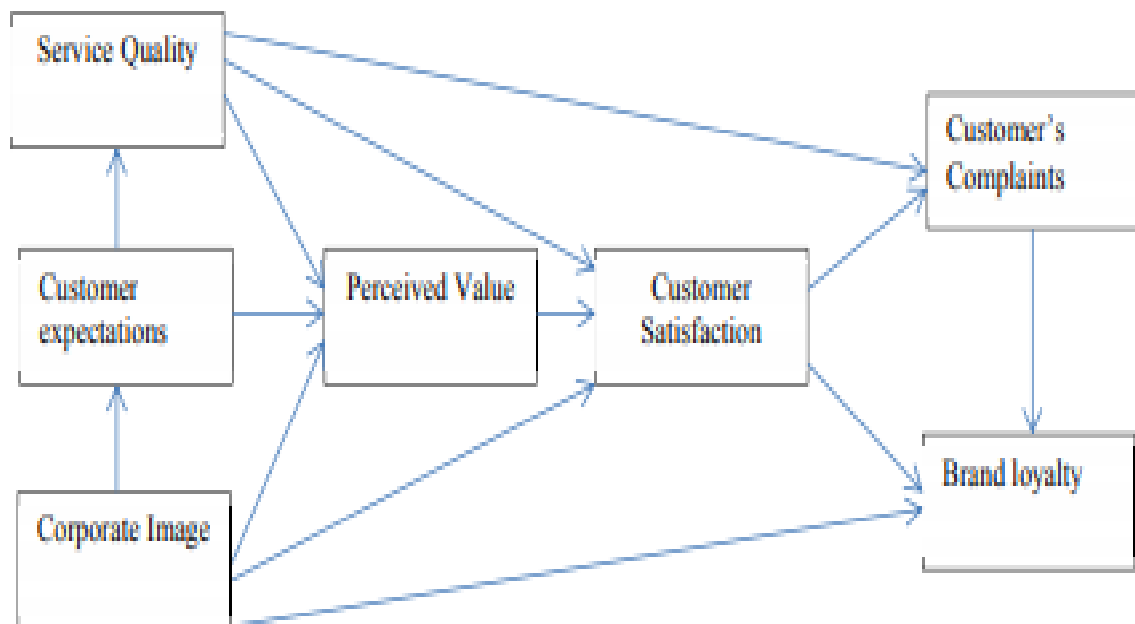 Service Quality
Customer's
Complaints
Customer
expectations
Perceived Value
Customer
Satisfaction
Brand loyalty
Corporate Image